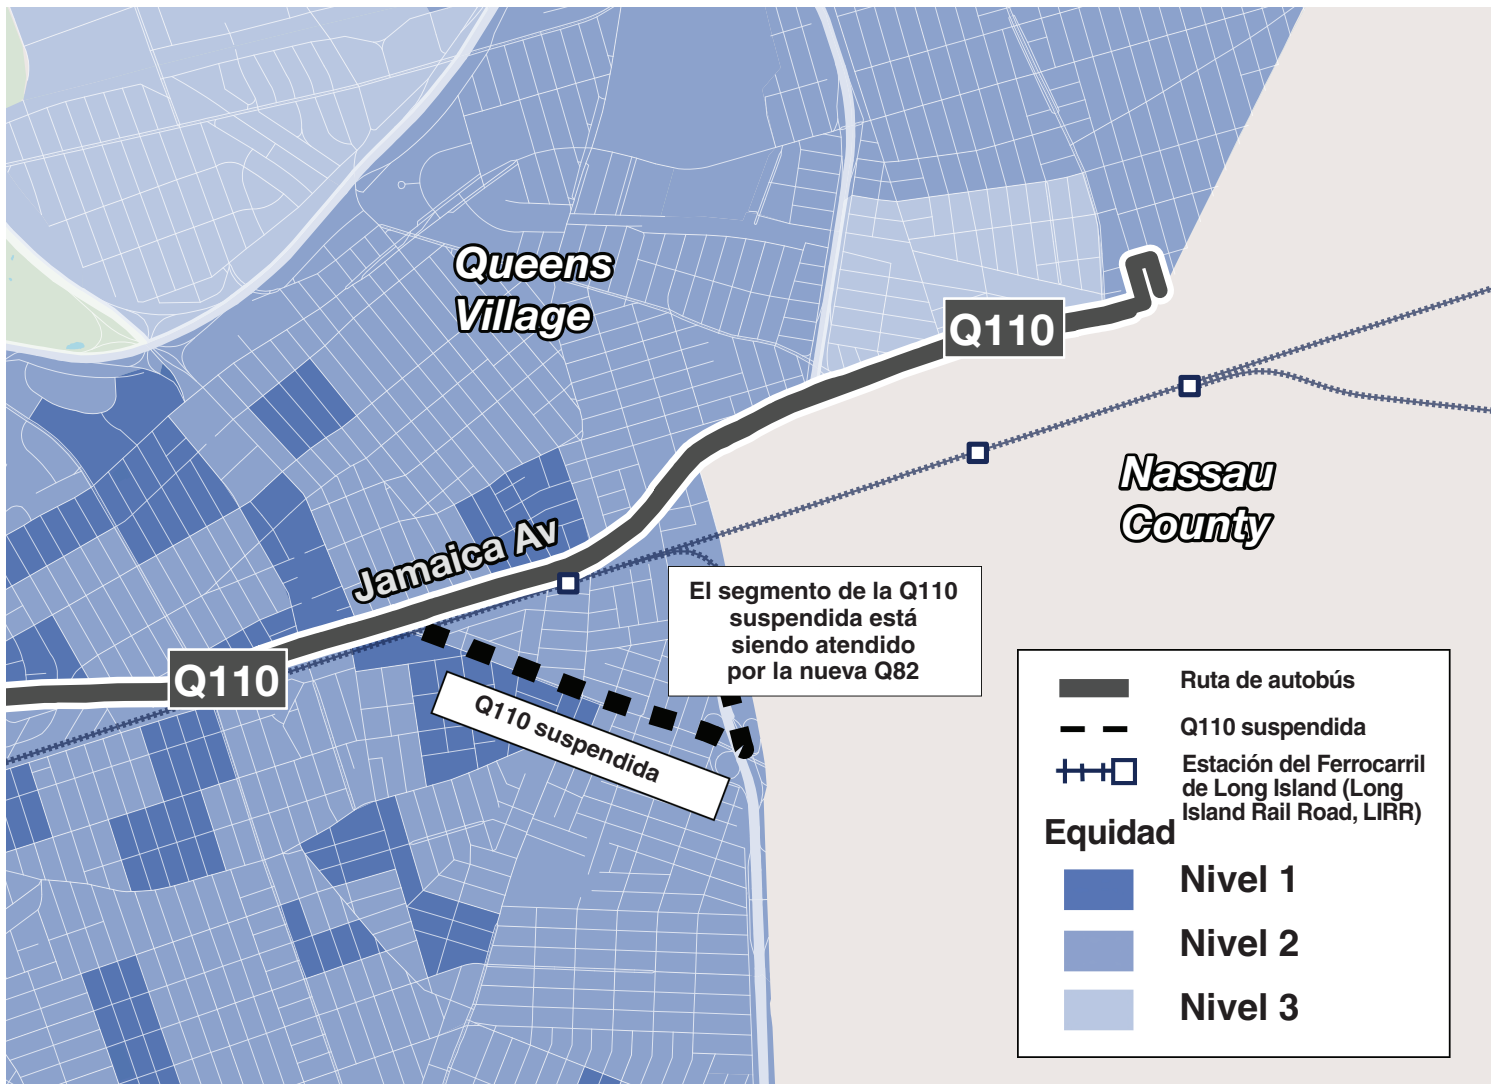 Queens
Village
Q110
Nassau
County
Jamaica Av
El segmento de la Q110
suspendida está
siendo atendido
por la nueva Q82
Q110
Q110 suspendida
Ruta de autobús
Q110 suspendida
Estación del Ferrocarril
de Long Island (Long
Island Rail Road, LIRR)
Equidad
Nivel 1
Nivel 2
Nivel 3